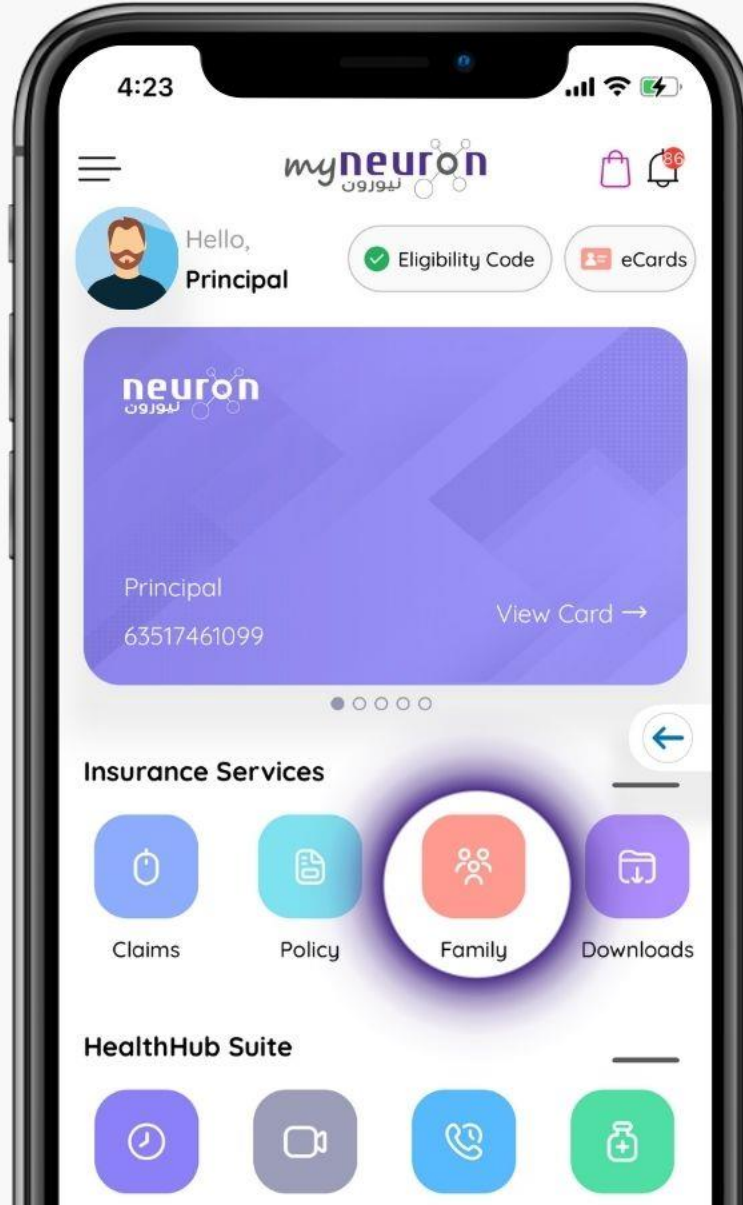 4:23
myneuron
نيورون
86
Hello,
Principal
Eligibility Code
eCards
neuron
نيورون
Principal
63517461099
View Card →
Insurance Services
Claims
Policy
Family
Downloads
HealthHub Suite